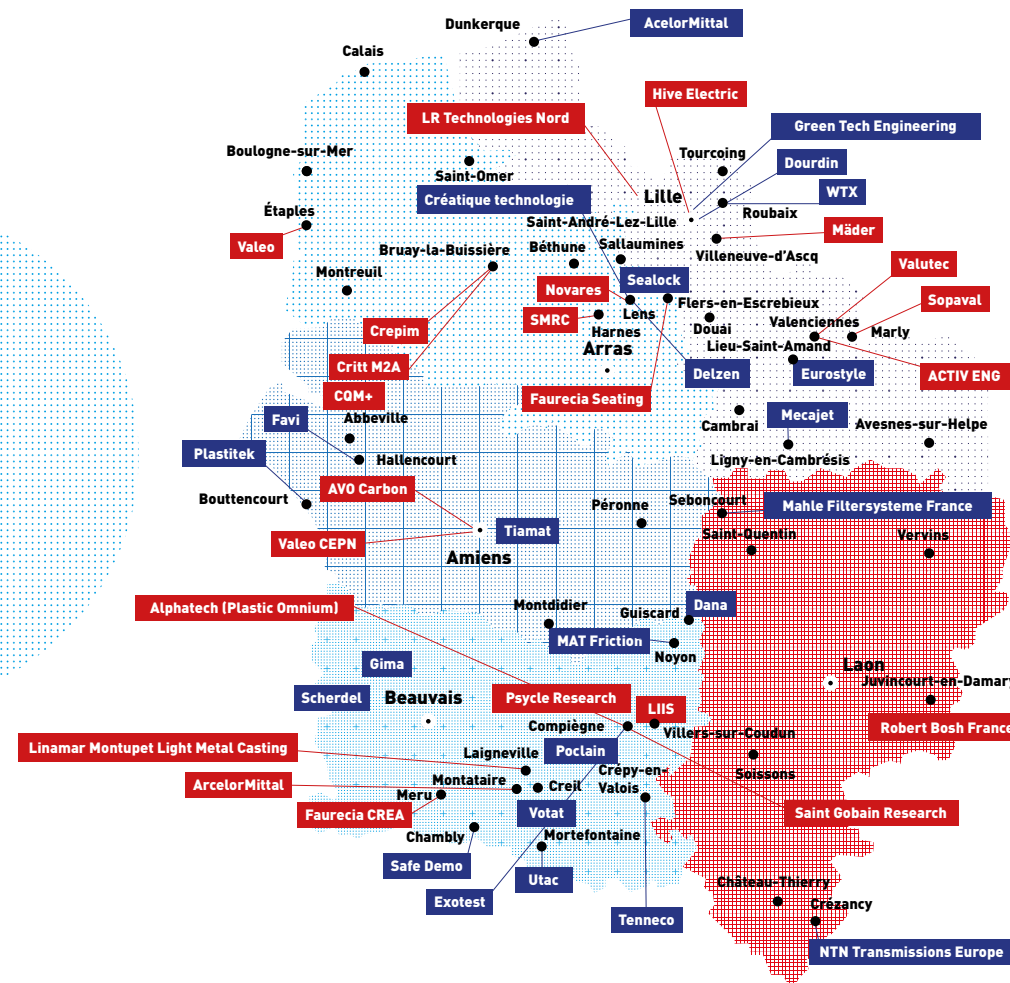 Dunkerque
AcelorMittal
Calais
Hive Electric
LR Technologies Nord
Green Tech Engineering
Boulogne-sur-Mer
Tourcoing
Dourdin
Saint-Omer
WTX
Créatique technologie
Lille
Roubaix
Étaples
Saint-André-Lez-Lille
Mäder
Valeo
Bruay-la-Buissière
Béthune
Sallaumines
Villeneuve-d'Ascq
Valutec
Montreuil
Sealock
Novares
Flers-en-Escrebieux
Sopaval
SMRC
Lens
Valenciennes
Crepim
Harnes
Douai
Marly
Arras
Lieu-Saint-Amand
Critt M2A
Delzen
Eurostyle
ACTIV ENG
CQM+
Faurecia Seating
Favi
Abbeville
Mecajet
Cambrai
Avesnes-sur-Helpe
Plastitek
Hallencourt
Ligny-en-Cambrésis
AVO Carbon
Bouttencourt
Péronne
Seboncourt
Mahle Filtersysteme France
Tiamat
Saint-Quentin
Vervins
Valeo CEPN
Amiens
Alphatech (Plastic Omnium)
Montdidier
Guiscard
Dana
MAT Friction
Noyon
Gima
Laon
Juvincourt-en-Damary
Scherdel
Beauvais
Psycle Research
LIIS
Compiègne
Villers-sur-Coudun
Robert Bosh France
Linamar Montupet Light Metal Casting
Laigneville
Poclain
Crépy-en-
Valois
Soissons
ArcelorMittal
Montataire
Creil
Meru
Faurecia CREA
Votat
Saint Gobain Research
Chambly
Mortefontaine
Safe Demo
Utac
Château-Thierry
Exotest
Crézancy
Tenneco
NTN Transmissions Europe